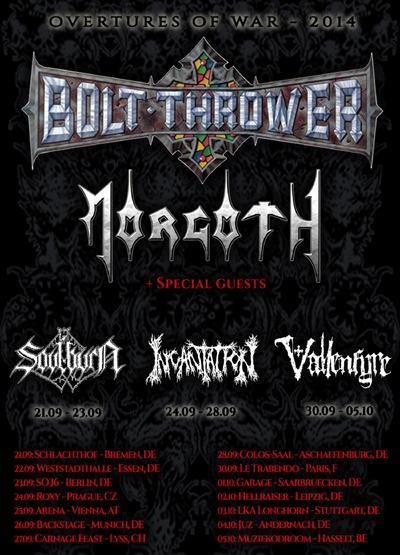 OVERTURES OF WAR - 2014
BOLT·THROWER
MORGOTH
+ SPECIAL GUESTS
Soulburn
INCANTATION
Vallenfyre
21.09 - 23.09
24.09 - 28.09
30.09 - 05.10
21.09: SCHLACHTHOF - BREMEN, DE
22.09: WESTSTADTHALLE - ESSEN, DE
23.09: SO36 - BERLIN, DE
24.09: ROXY - PRAGUE, CZ
25.09: ARENA - VIENNA, AT
26.09: BACKSTAGE - MUNICH, DE
27.09: CARNAGE FEAST - LYSS, CH
28.09: COLOS-SAAL - ASCHAFFENBURG, DE
30.09: LE TRABENDO - PARIS, F
01.10: GARAGE - SAARBRUECKEN, DE
02.10: HELLRAISER - LEIPZIG, DE
03.10: LKA LONGHORN - STUTTGART, DE
04.10: JUZ - ANDERNACH, DE
05.10: MUZIEKODROOM - HASSELT, BE